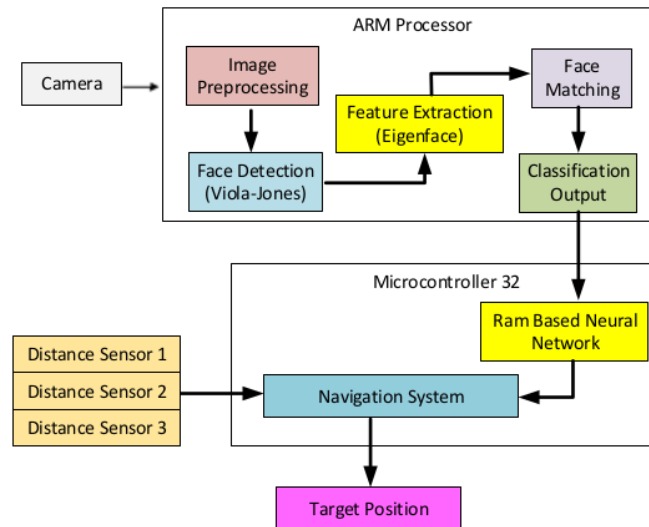 ARM Processor
Camera
Image
Preprocessing
Feature Extraction
(Eigenface)
Face
Matching
Face Detection
(Viola-Jones)
Classification
Output
Microcontroller 32
Ram Based Neural
Network
Distance Sensor 1
Distance Sensor 2
Distance Sensor 3
Navigation System
Target Position